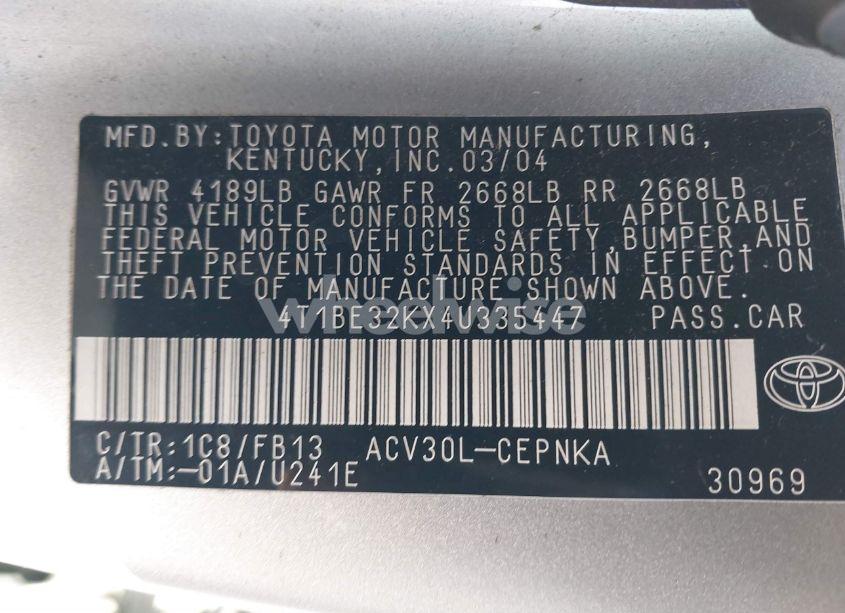 MFD.BY:TOYOTA MOTOR MANUFACTURING,
KENTUCKY,INC.03/04
GVWR 4189LB GAWR FR 2668LB RR 2668LB
THIS VEHICLE CONFORMS TO ALL APPLICABLE
FEDERAL MOTOR VEHICLE SAFETY,BUMPER,AND
THEFT PREVENTION STANDARDS IN EFFECT ON
THE DATE OF MANUFACTURE SHOWN ABOVE.
wheelwise
4T1BE32KX4U335447 PASS.CAR
C/TR:1C8/FB13 ACV30L-CEPNKA
A/TM:-01A/U241E 30969